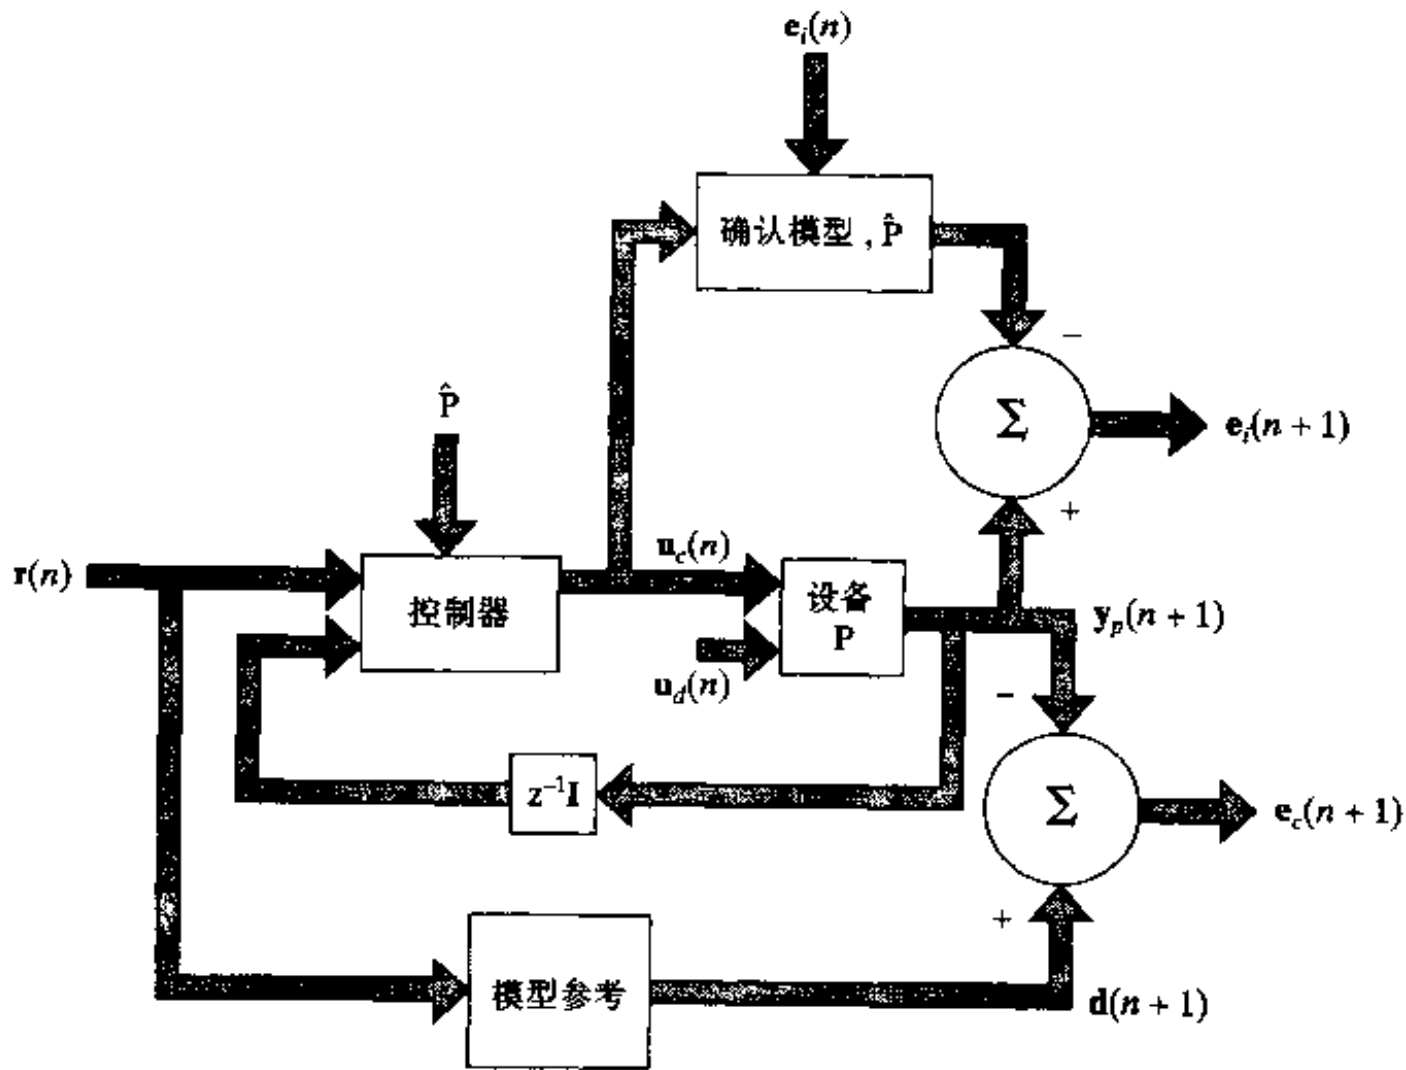 e_i(n)
确认模型, P̂
−
Σ
e_i(n + 1)
P̂
+
r(n)
控制器
u_c(n)
设备
P
y_p(n + 1)
u_d(n)
−
z⁻¹I
Σ
e_c(n + 1)
+
模型参考
d(n + 1)